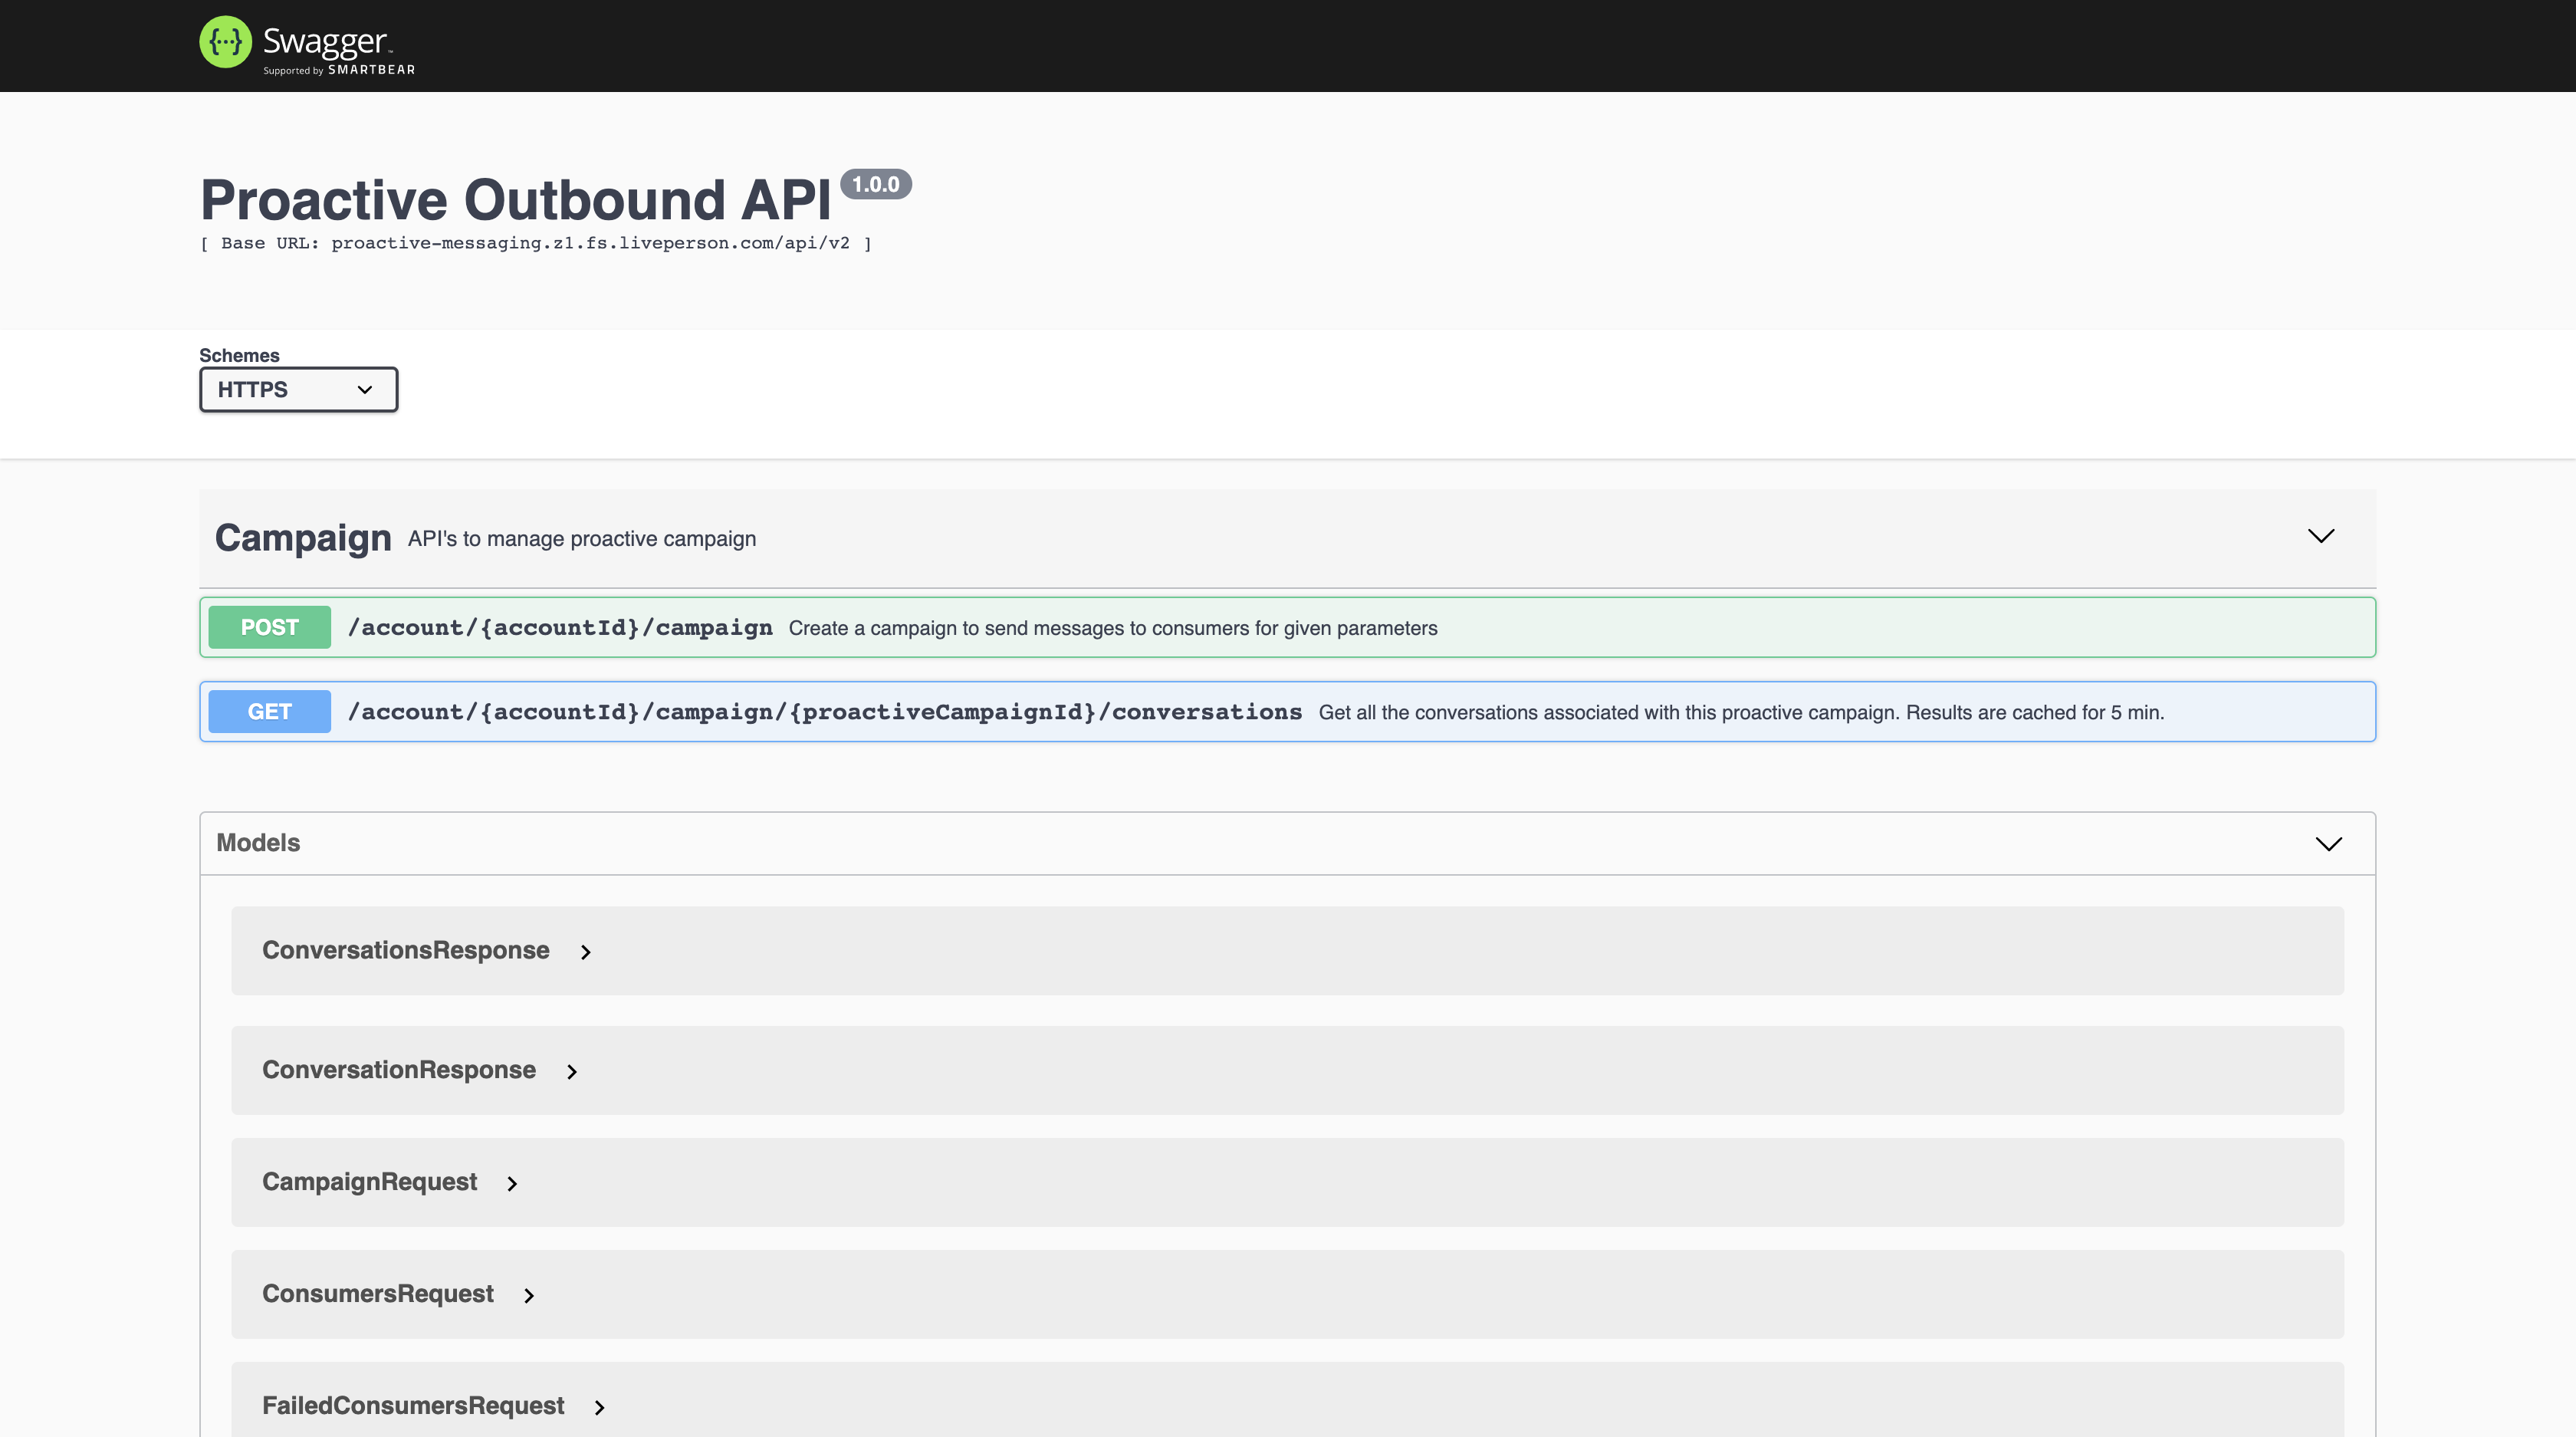 {...} Swagger™
Supported by SMARTBEAR
Proactive Outbound API 1.0.0
[ Base URL: proactive-messaging.z1.fs.liveperson.com/api/v2 ]
Schemes
HTTPS
Campaign API's to manage proactive campaign
POST /account/{accountId}/campaign Create a campaign to send messages to consumers for given parameters
GET /account/{accountId}/campaign/{proactiveCampaignId}/conversations Get all the conversations associated with this proactive campaign. Results are cached for 5 min.
Models
ConversationsResponse
ConversationResponse
CampaignRequest
ConsumersRequest
FailedConsumersRequest